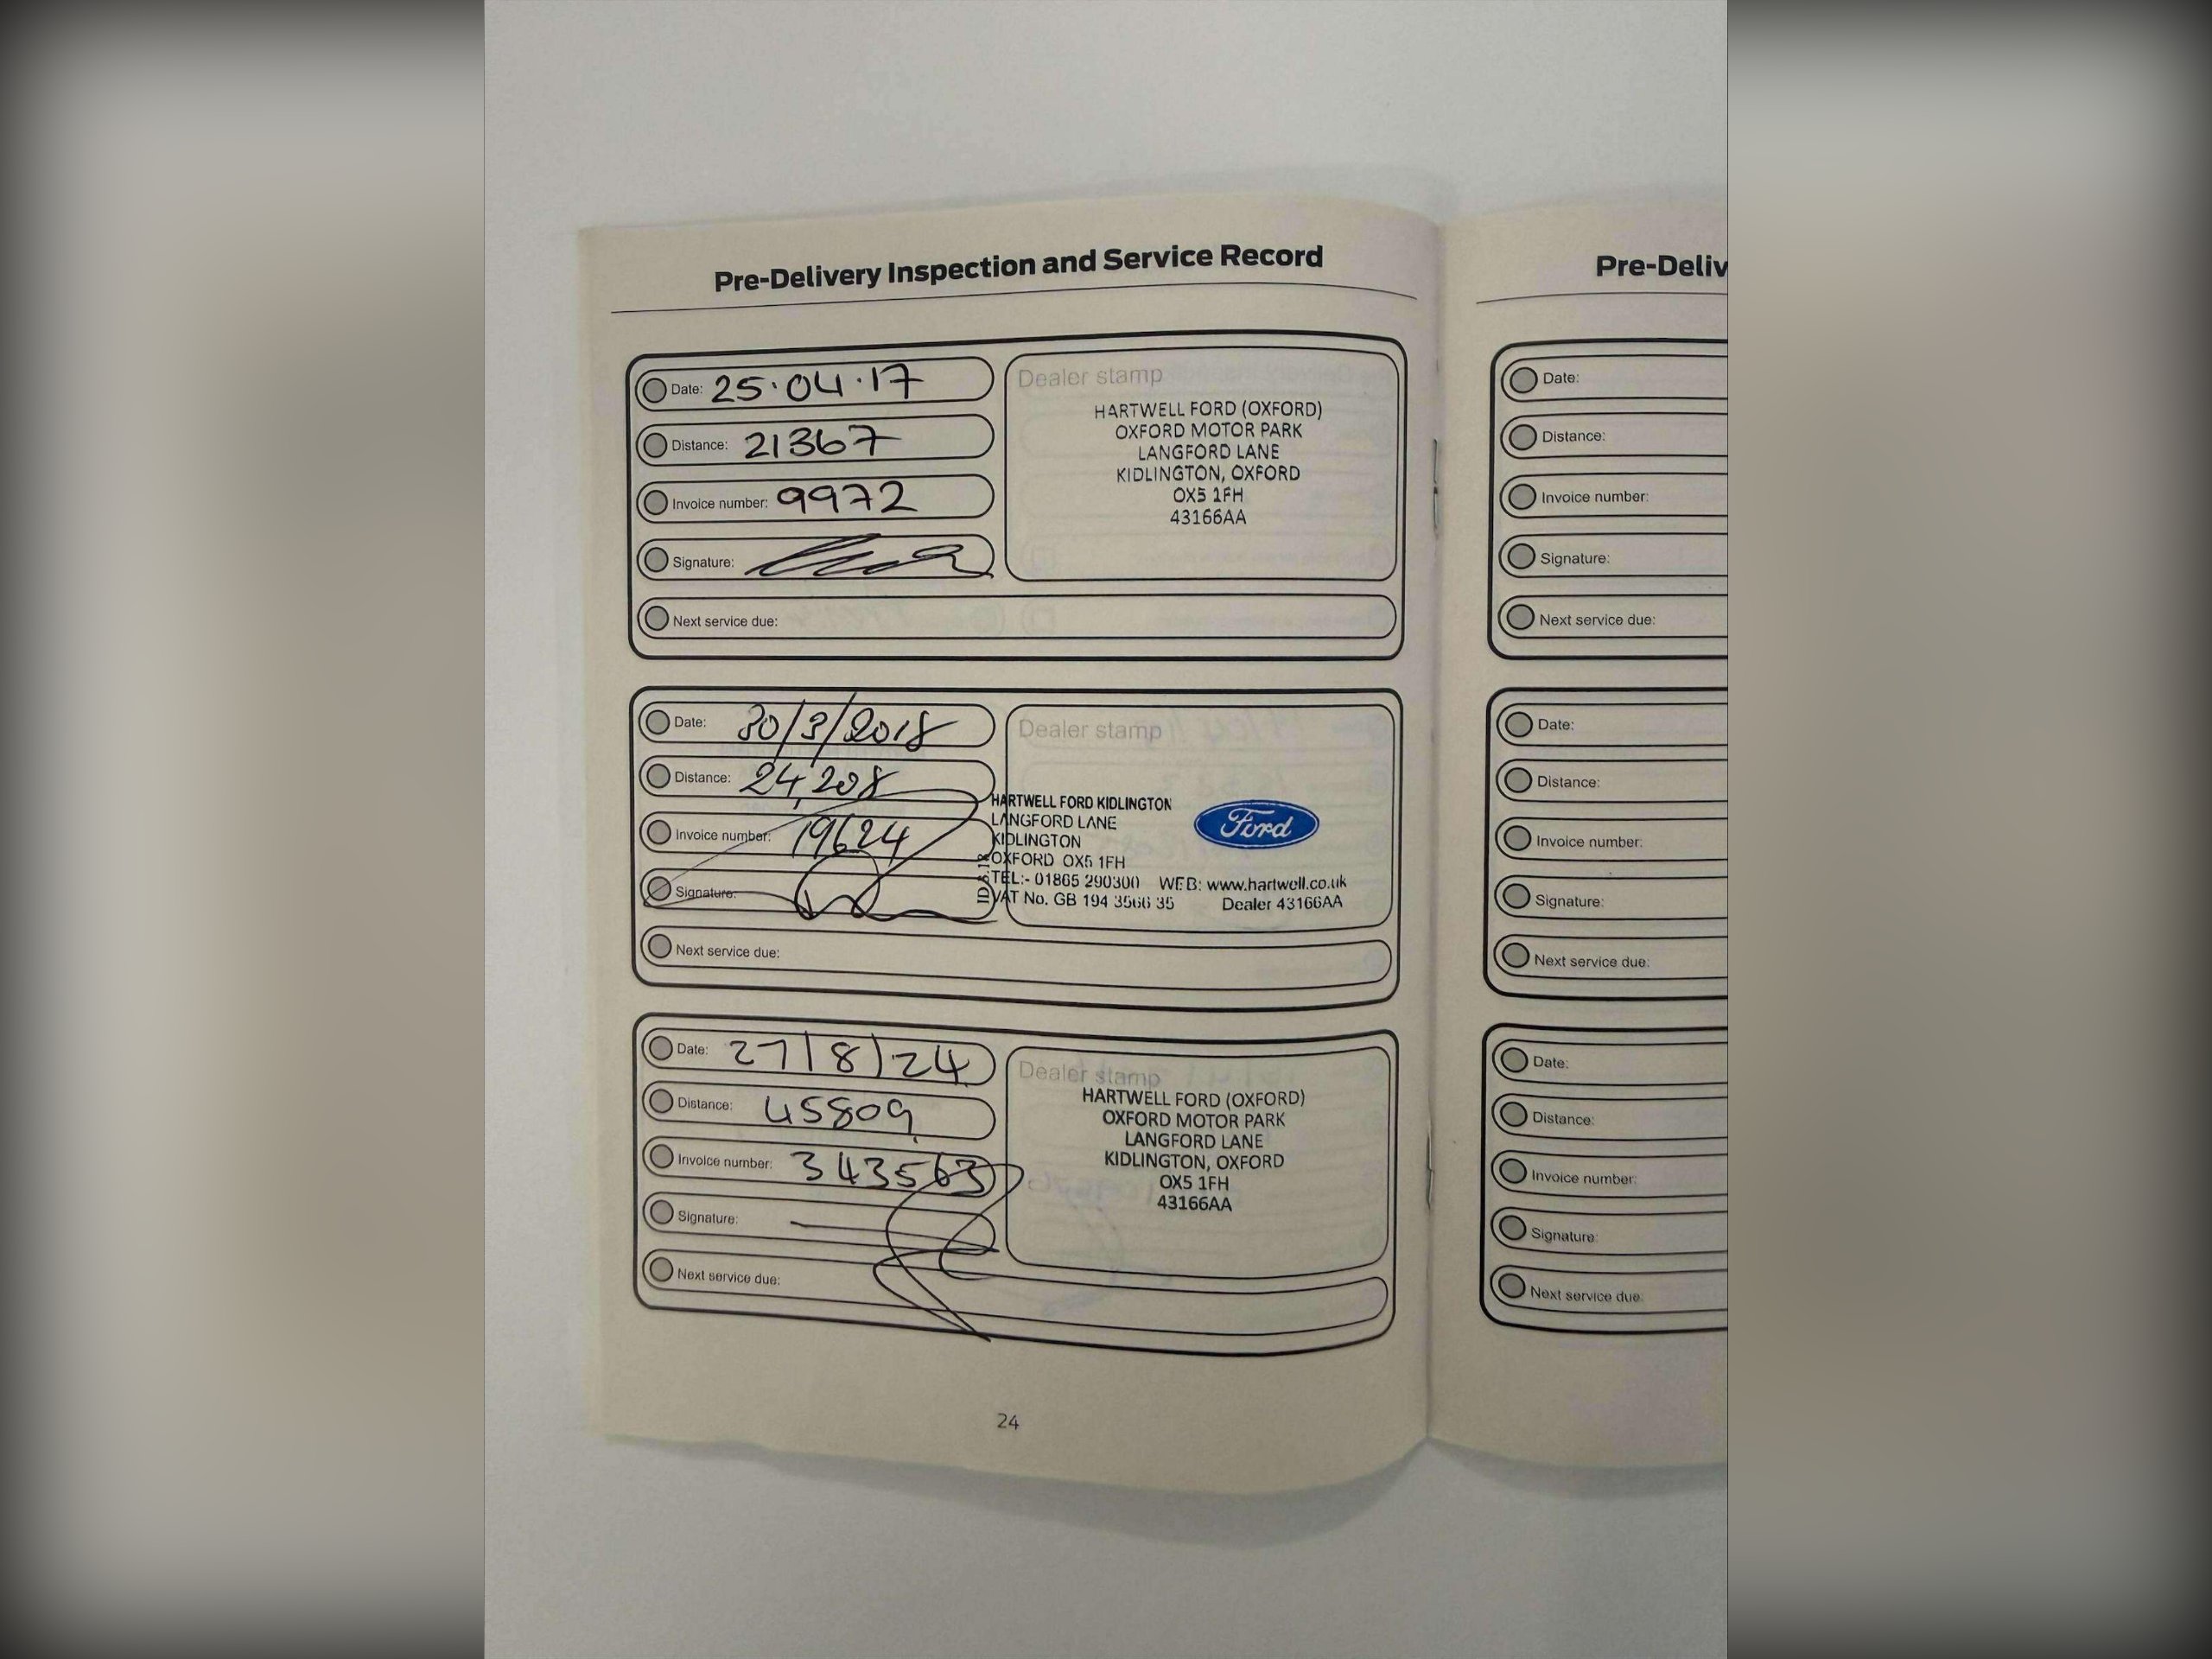 Pre-Delivery Inspection and Service Record
Date: 25.04.17
Distance: 21367
Invoice number: 9972
Signature:
Next service due:
Dealer stamp
HARTWELL FORD (OXFORD)
OXFORD MOTOR PARK
LANGFORD LANE
KIDLINGTON, OXFORD
OX5 1FH
43166AA
Date: 30/3/2018
Distance: 24,208
Invoice number: 19624
Signature:
Next service due:
Dealer stamp
HARTWELL FORD KIDLINGTON
LANGFORD LANE
KIDLINGTON
OXFORD OX5 1FH
TEL:- 01865 290300 WEB: www.hartwell.co.uk
VAT No. GB 194 3566 35 Dealer 43166AA
Ford
Date: 27/8/24
Distance: 45809
Invoice number: 343563
Signature:
Next service due:
Dealer stamp
HARTWELL FORD (OXFORD)
OXFORD MOTOR PARK
LANGFORD LANE
KIDLINGTON, OXFORD
OX5 1FH
43166AA
24
Pre-Deliv
Date:
Distance:
Invoice number:
Signature:
Next service due:
Date:
Distance:
Invoice number:
Signature:
Next service due:
Date:
Distance:
Invoice number:
Signature:
Next service due: